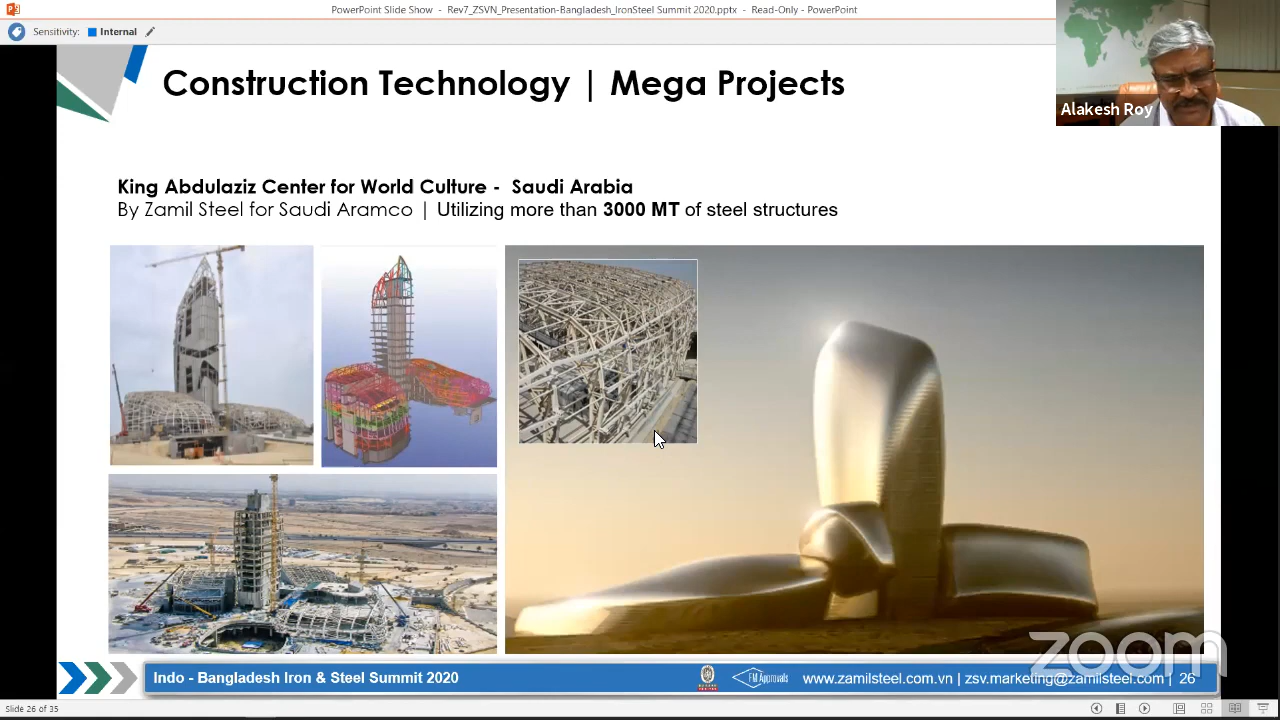 PowerPoint Slide Show - Rev7_ZSVN_Presentation-Bangladesh_IronSteel Summit 2020.pptx - Read-Only - PowerPoint
Sensitivity: Internal
Construction Technology | Mega Projects
Alakesh Roy
King Abdulaziz Center for World Culture - Saudi Arabia
By Zamil Steel for Saudi Aramco | Utilizing more than 3000 MT of steel structures
zoom
Indo - Bangladesh Iron & Steel Summit 2020
FM Approvals
www.zamilsteel.com.vn | zsv.marketing@zamilsteel.com | 26
Slide 26 of 35